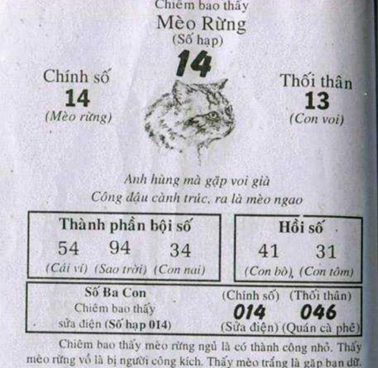 Chiêm bao thấy
Mèo Rừng
(Số hạp)
14
Chính số
14
(Mèo rừng)
Thối thân
13
(Con voi)
Anh hùng mà gặp voi già
Công đậu cành trúc, ra là mèo ngao
Thành phần bội số
54 94 34
(Cái ví) (Sao trời) (Con nai)
Hồi số
41 31
(Con bò), (Con tôm)
Số Ba Con
Chiêm bao thấy
sửa điện (Số hạp 014)
(Chính số) (Thối thân)
014 046
(Sửa điện) (Quán cà phê)
Chiêm bao thấy mèo rừng ngủ là có thành công nhỏ. Thấy
mèo rừng vồ là bị người công kích. Thấy mèo trắng là gặp bạn dữ.